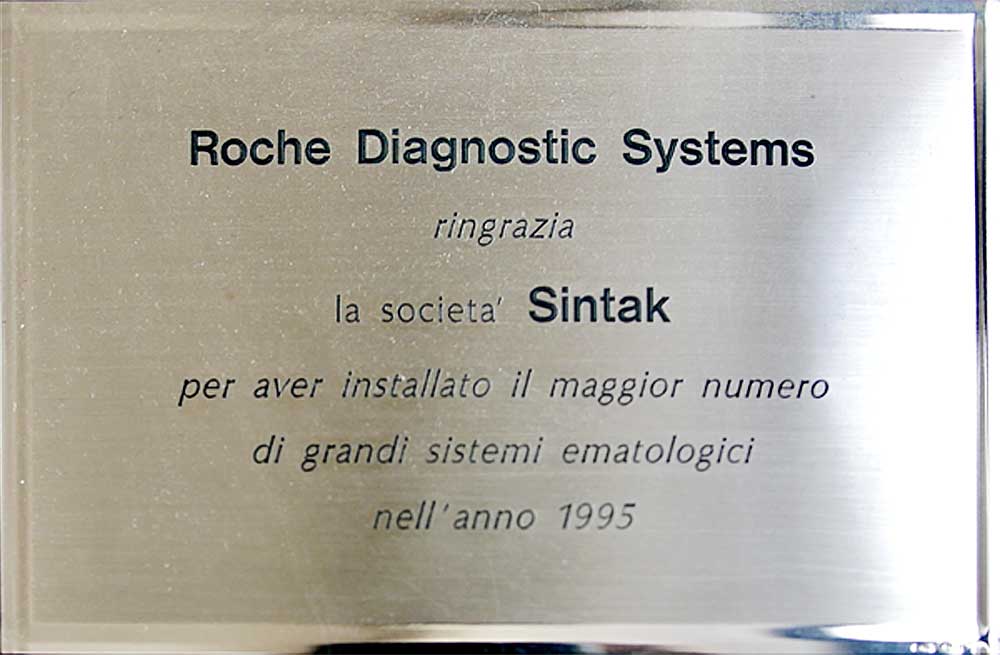 Roche Diagnostic Systems
ringrazia
la societa' Sintak
per aver installato il maggior numero
di grandi sistemi ematologici
nell'anno 1995